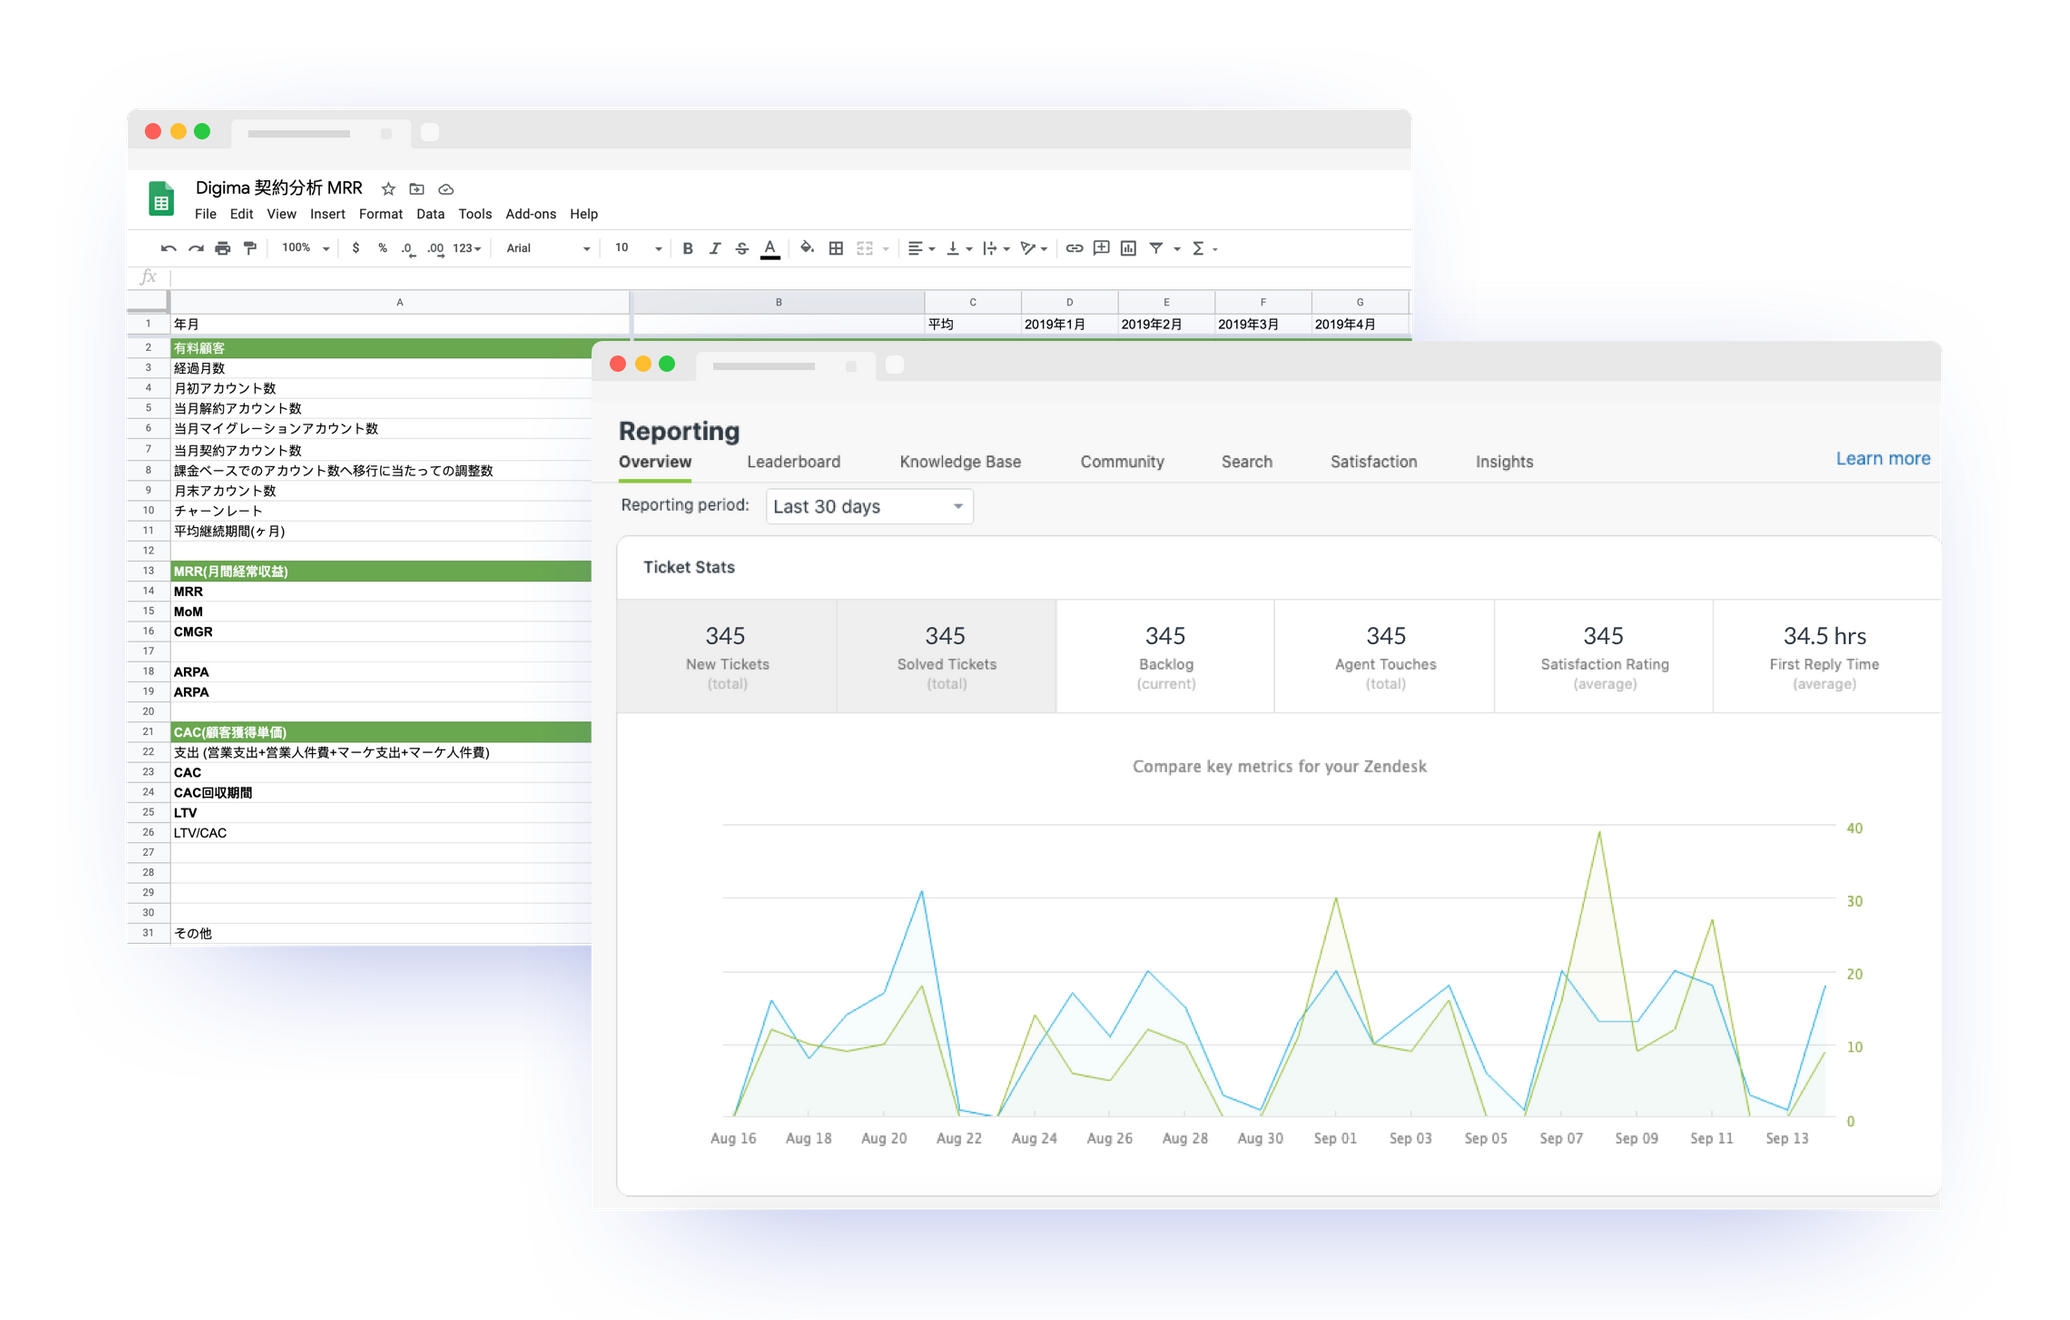 Digima 契約分析 MRR
File Edit View Insert Format Data Tools Add-ons Help
100% $ % .0 .00 123 Arial 10 B I S A
fx
A B C D E F G
1 年月 平均 2019年1月 2019年2月 2019年3月 2019年4月
2 有料顧客
3 経過月数
4 月初アカウント数
5 当月解約アカウント数
6 当月マイグレーションアカウント数
7 当月契約アカウント数
8 課金ベースでのアカウント数へ移行に当たっての調整数
9 月末アカウント数
10 チャーンレート
11 平均継続期間(ヶ月)
12
13 MRR(月間経常収益)
14 MRR
15 MoM
16 CMGR
17
18 ARPA
19 ARPA
20
21 CAC(顧客獲得単価)
22 支出 (営業支出+営業人件費+マーケ支出+マーケ人件費)
23 CAC
24 CAC回収期間
25 LTV
26 LTV/CAC
27
28
29
30
31 その他
Reporting
Overview Leaderboard Knowledge Base Community Search Satisfaction Insights Learn more
Reporting period: Last 30 days
Ticket Stats
345 345 345 345 345 34.5 hrs
New Tickets Solved Tickets Backlog Agent Touches Satisfaction Rating First Reply Time
(total) (total) (current) (total) (average) (average)
Compare key metrics for your Zendesk
40
30
20
10
0
Aug 16 Aug 18 Aug 20 Aug 22 Aug 24 Aug 26 Aug 28 Aug 30 Sep 01 Sep 03 Sep 05 Sep 07 Sep 09 Sep 11 Sep 13